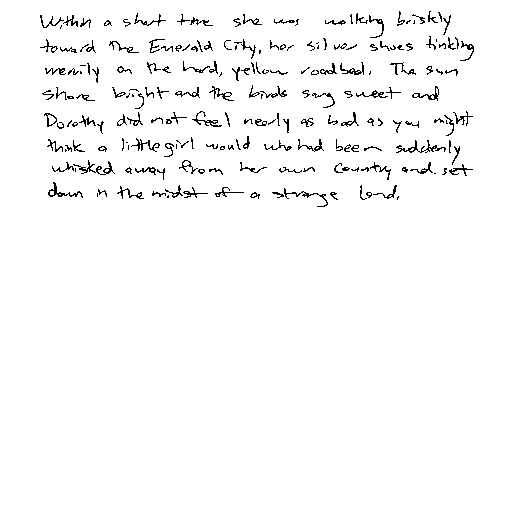 Within a short time she was walking briskly
toward the Emerald City, her silver shoes tinkling
merrily on the hard, yellow roadbed. The sun
shone bright and the birds sang sweet and
Dorothy did not feel nearly as bad as you might
think a little girl would who had been suddenly
whisked away from her own country and set
down in the midst of a strange land.